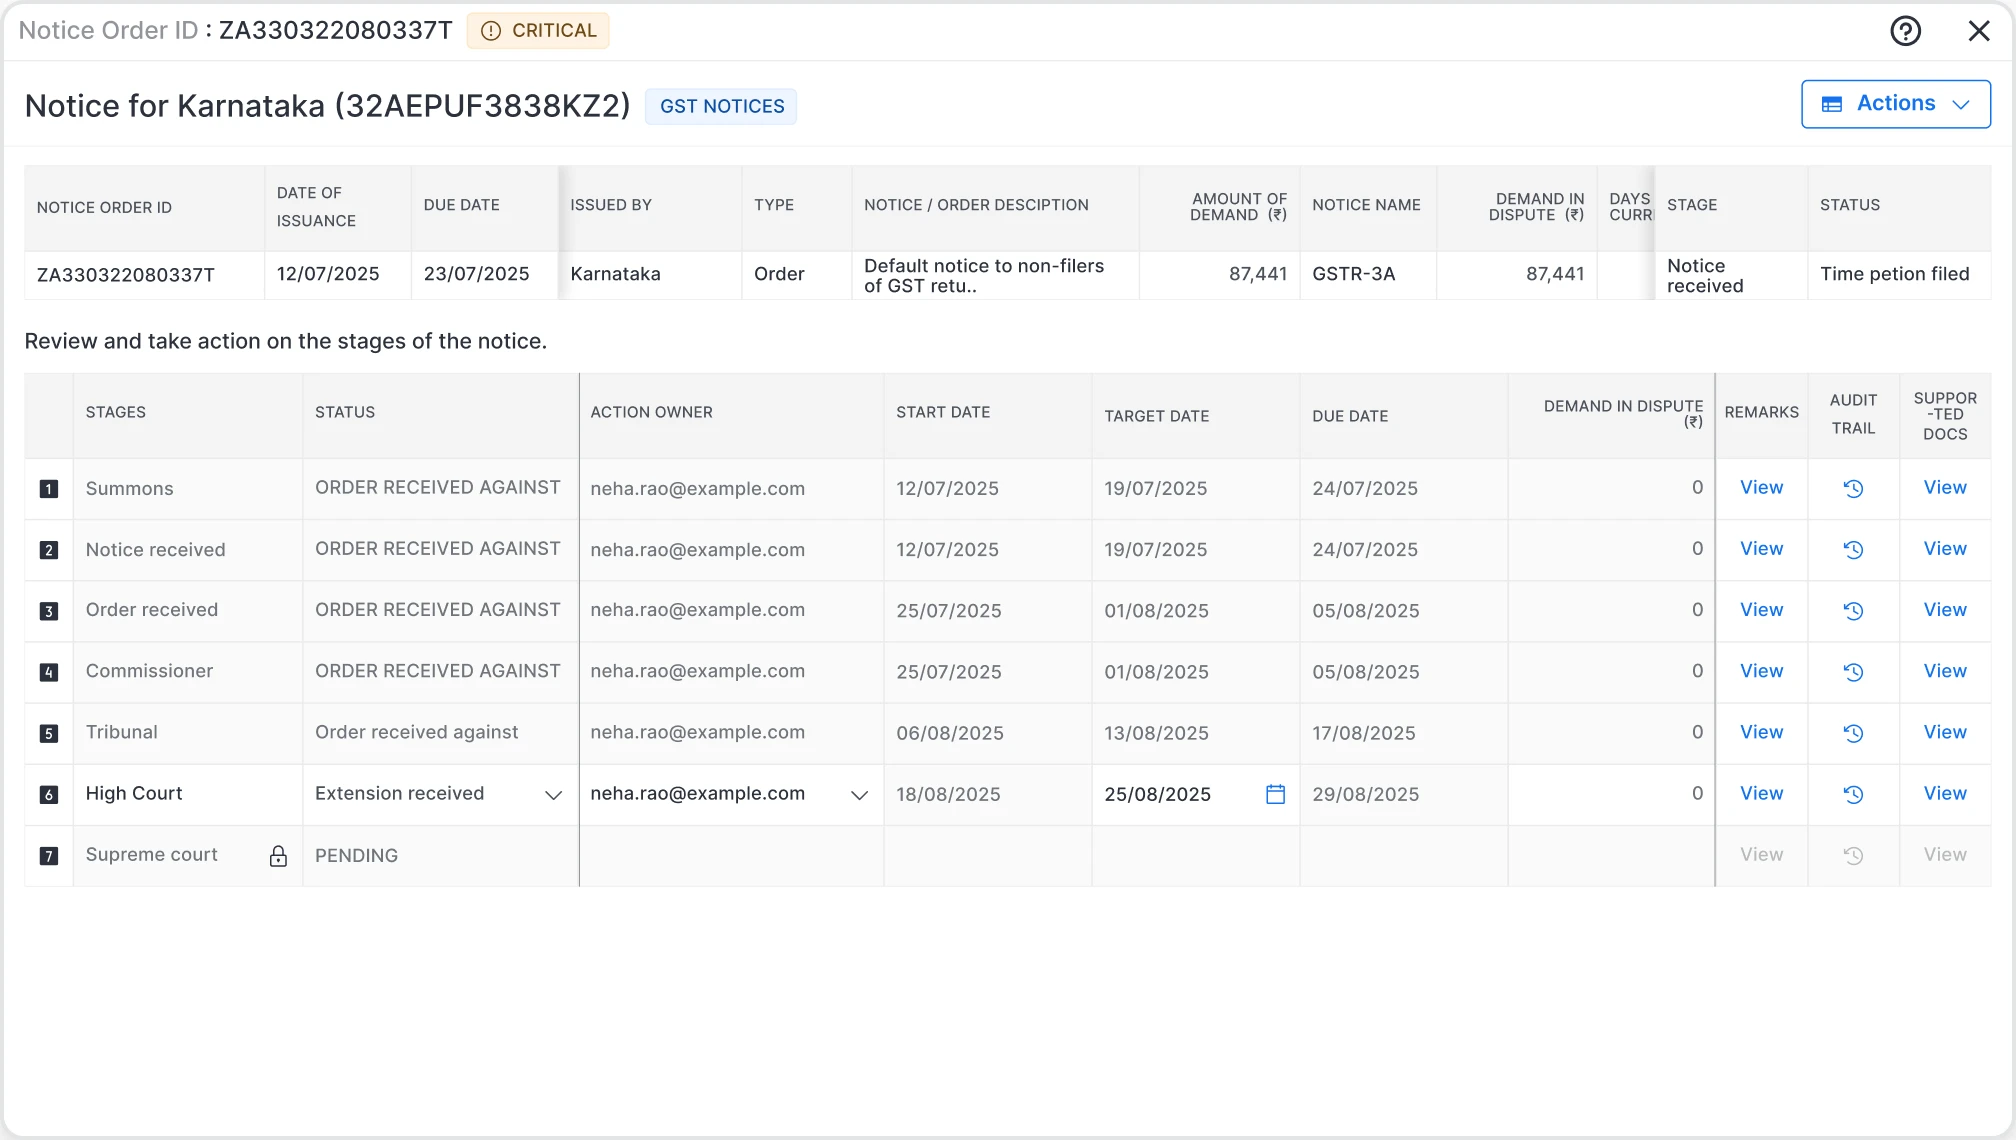 Notice Order ID : ZA330322080337T CRITICAL
Notice for Karnataka (32AEPUF3838KZ2) GST NOTICES Actions
NOTICE ORDER ID DATE OF ISSUANCE DUE DATE ISSUED BY TYPE NOTICE / ORDER DESCIPTION AMOUNT OF DEMAND (₹) NOTICE NAME DEMAND IN DISPUTE (₹) DAYS CURR STAGE STATUS
ZA330322080337T 12/07/2025 23/07/2025 Karnataka Order Default notice to non-filers of GST retu.. 87,441 GSTR-3A 87,441 Notice received Time petion filed
Review and take action on the stages of the notice.
STAGES STATUS ACTION OWNER START DATE TARGET DATE DUE DATE DEMAND IN DISPUTE (₹) REMARKS AUDIT TRAIL SUPPOR -TED DOCS
1 Summons ORDER RECEIVED AGAINST neha.rao@example.com 12/07/2025 19/07/2025 24/07/2025 0 View View
2 Notice received ORDER RECEIVED AGAINST neha.rao@example.com 12/07/2025 19/07/2025 24/07/2025 0 View View
3 Order received ORDER RECEIVED AGAINST neha.rao@example.com 25/07/2025 01/08/2025 05/08/2025 0 View View
4 Commissioner ORDER RECEIVED AGAINST neha.rao@example.com 25/07/2025 01/08/2025 05/08/2025 0 View View
5 Tribunal Order received against neha.rao@example.com 06/08/2025 13/08/2025 17/08/2025 0 View View
6 High Court Extension received neha.rao@example.com 18/08/2025 25/08/2025 29/08/2025 0 View View
7 Supreme court PENDING View View